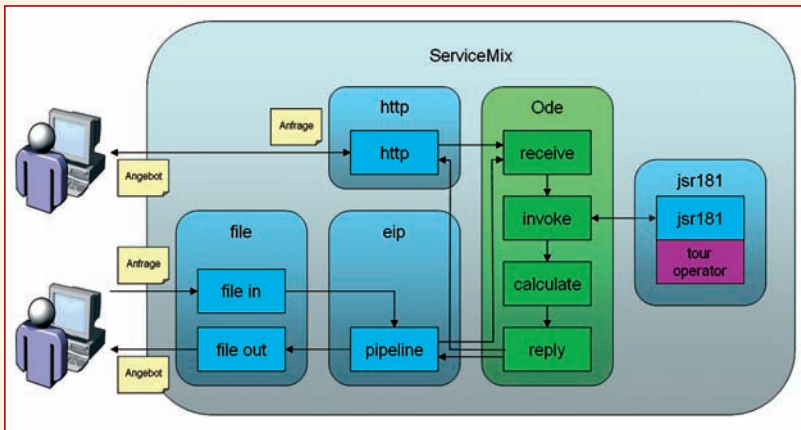 ServiceMix
http
Ode
Anfrage
http
receive
Angebot
jsr181
jsr181
tour
operator
invoke
file
eip
Anfrage
file in
calculate
file out
pipeline
reply
Angebot